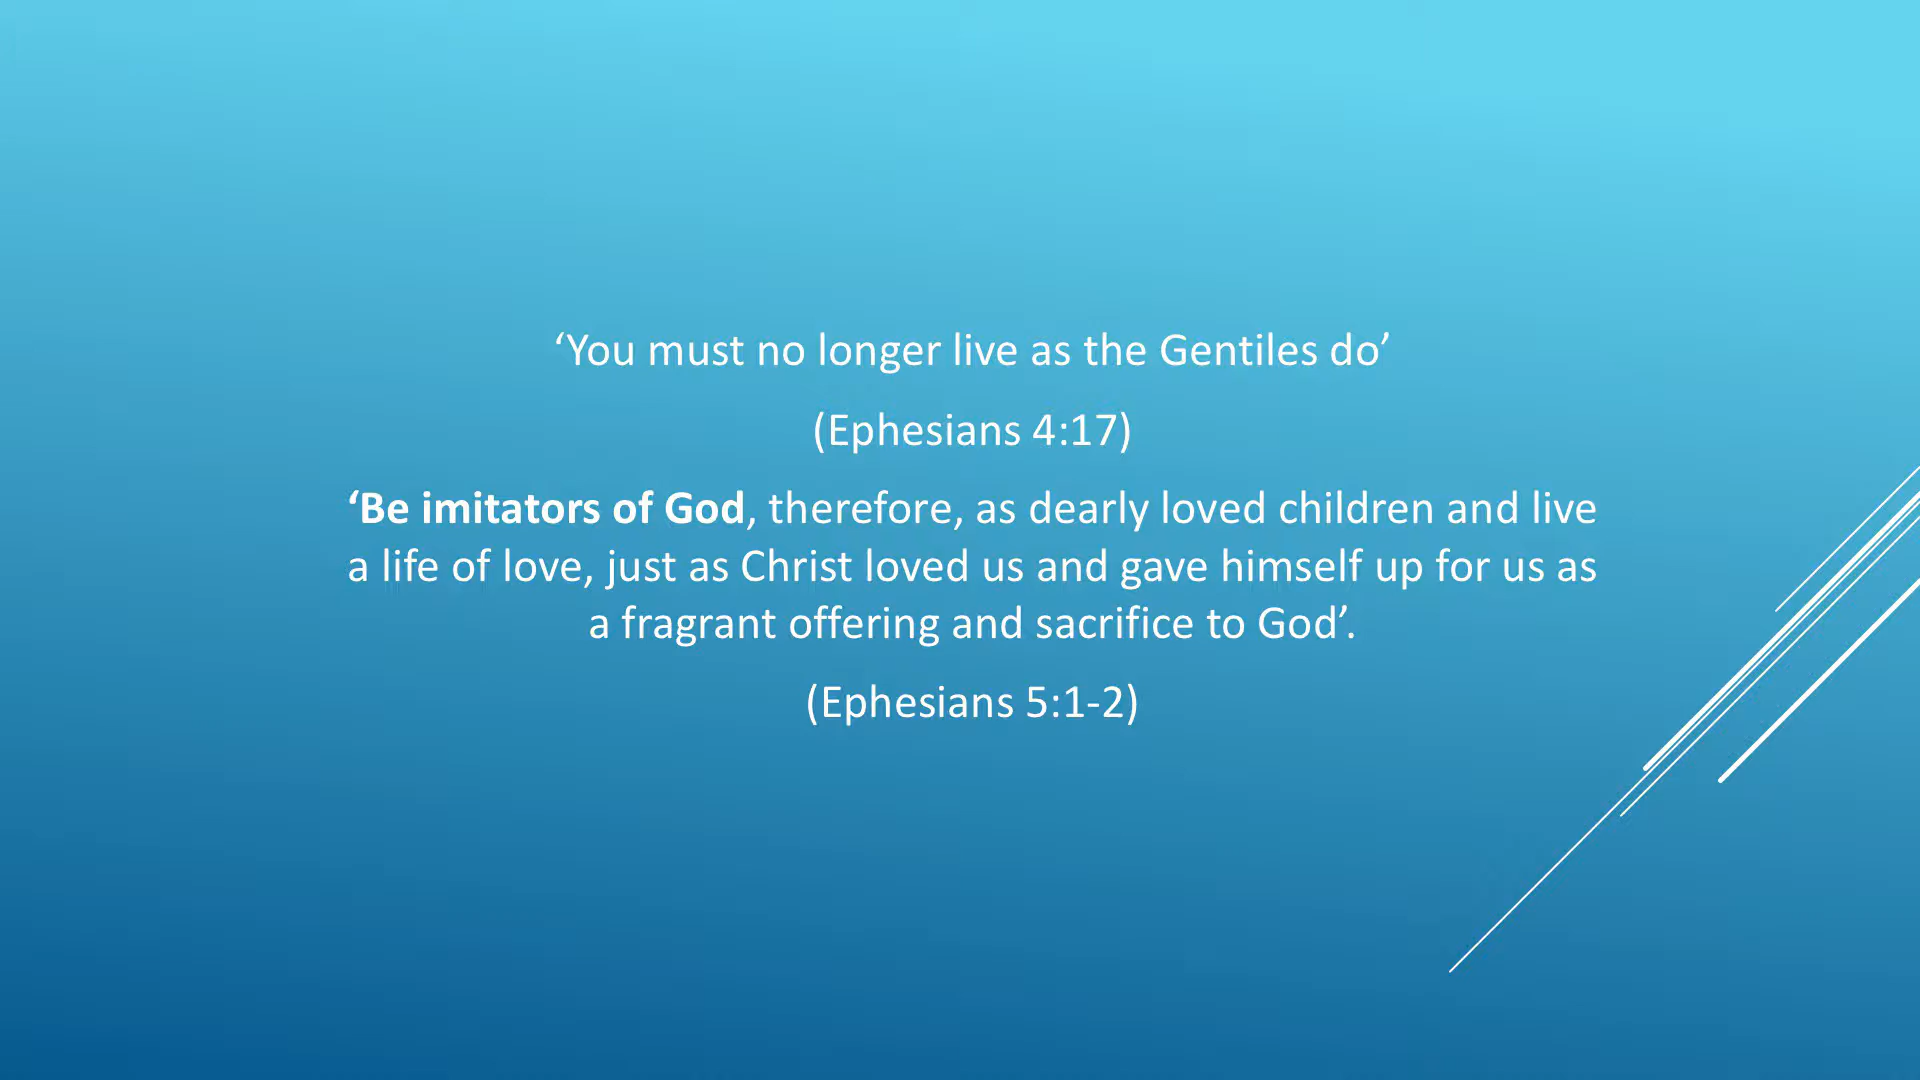 ‘You must no longer live as the Gentiles do’
(Ephesians 4:17)
‘Be imitators of God, therefore, as dearly loved children and live
a life of love, just as Christ loved us and gave himself up for us as
a fragrant offering and sacrifice to God’.
(Ephesians 5:1-2)